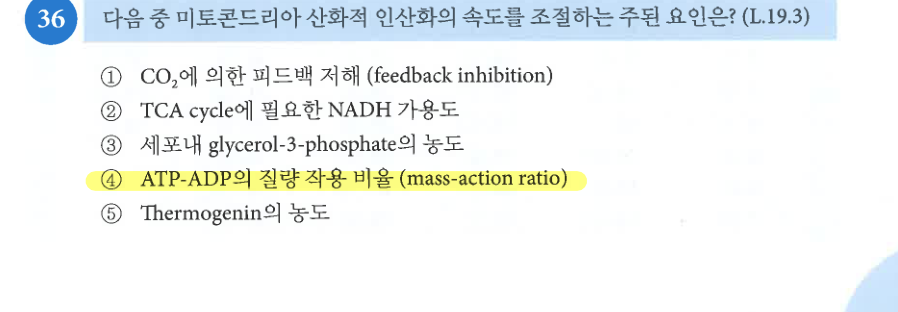 36 다음 중 미토콘드리아 산화적 인산화의 속도를 조절하는 주된 요인은? (L.19.3)
① CO₂에 의한 피드백 저해 (feedback inhibition)
② TCA cycle에 필요한 NADH 가용도
③ 세포내 glycerol-3-phosphate의 농도
④ ATP-ADP의 질량 작용 비율 (mass-action ratio)
⑤ Thermogenin의 농도